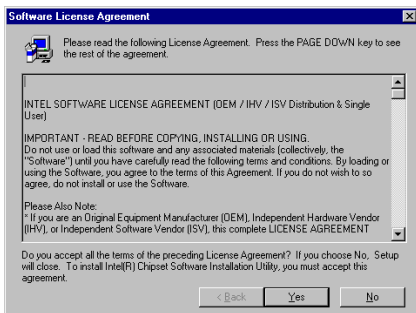 Software License Agreement
Please read the following License Agreement. Press the PAGE DOWN key to see
the rest of the agreement.
INTEL SOFTWARE LICENSE AGREEMENT (OEM / IHV / ISV Distribution & Single
User)
IMPORTANT - READ BEFORE COPYING, INSTALLING OR USING.
Do not use or load this software and any associated materials (collectively, the
"Software") until you have carefully read the following terms and conditions. By loading or
using the Software, you agree to the terms of this Agreement. If you do not wish to so
agree, do not install or use the Software.
Please Also Note:
* If you are an Original Equipment Manufacturer (OEM), Independent Hardware Vendor
(IHV), or Independent Software Vendor (ISV), this complete LICENSE AGREEMENT
Do you accept all the terms of the preceding License Agreement? If you choose No, Setup
will close. To install Intel(R) Chipset Software Installation Utility, you must accept this
agreement.
< Back Yes No